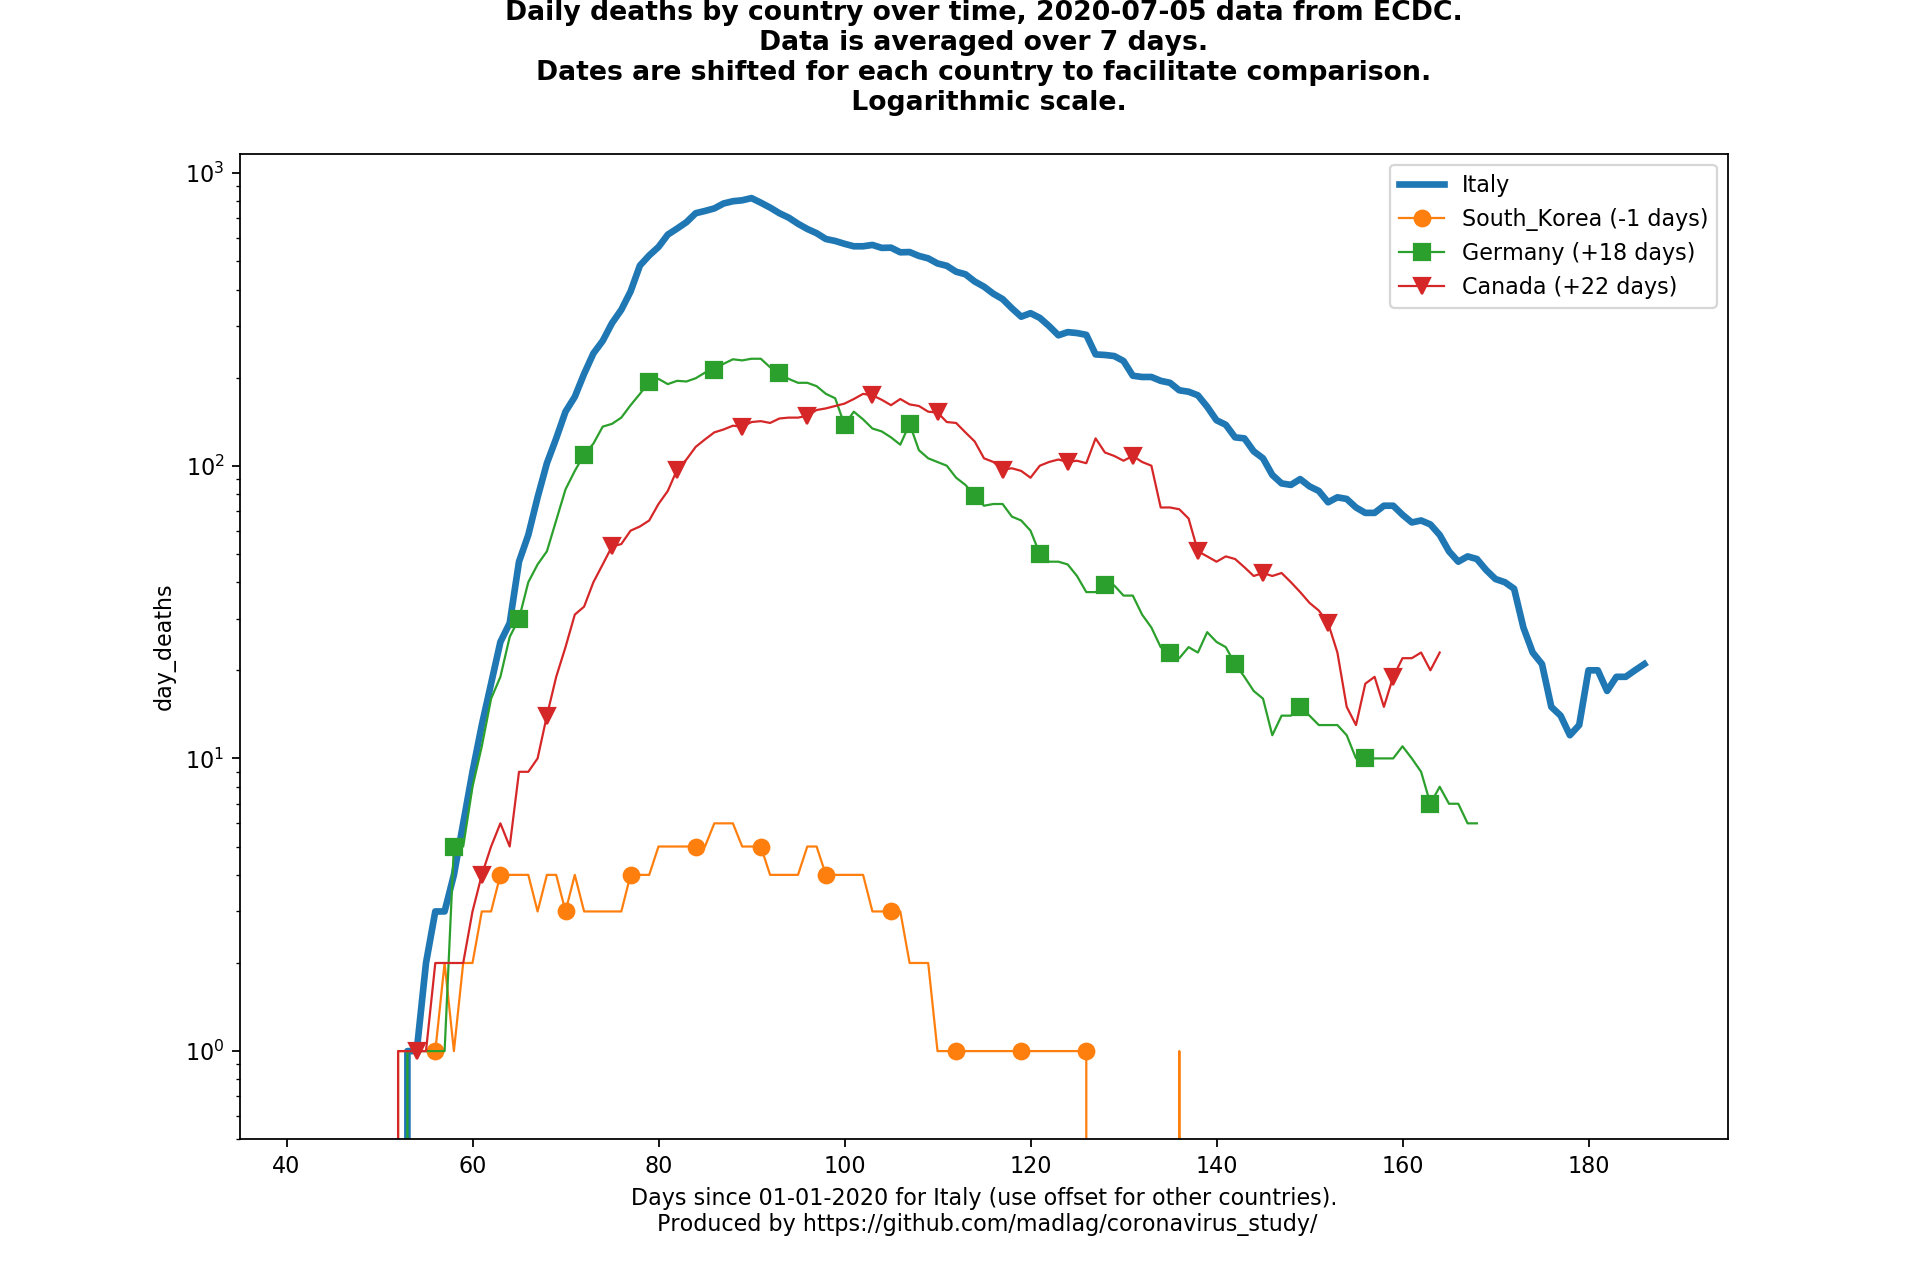 Daily deaths by country over time, 2020-07-05 data from ECDC.
Data is averaged over 7 days.
Dates are shifted for each country to facilitate comparison.
Logarithmic scale.
10³
10²
10¹
10⁰
day_deaths
Italy
South_Korea (-1 days)
Germany (+18 days)
Canada (+22 days)
40 60 80 100 120 140 160 180
Days since 01-01-2020 for Italy (use offset for other countries).
Produced by https://github.com/madlag/coronavirus_study/